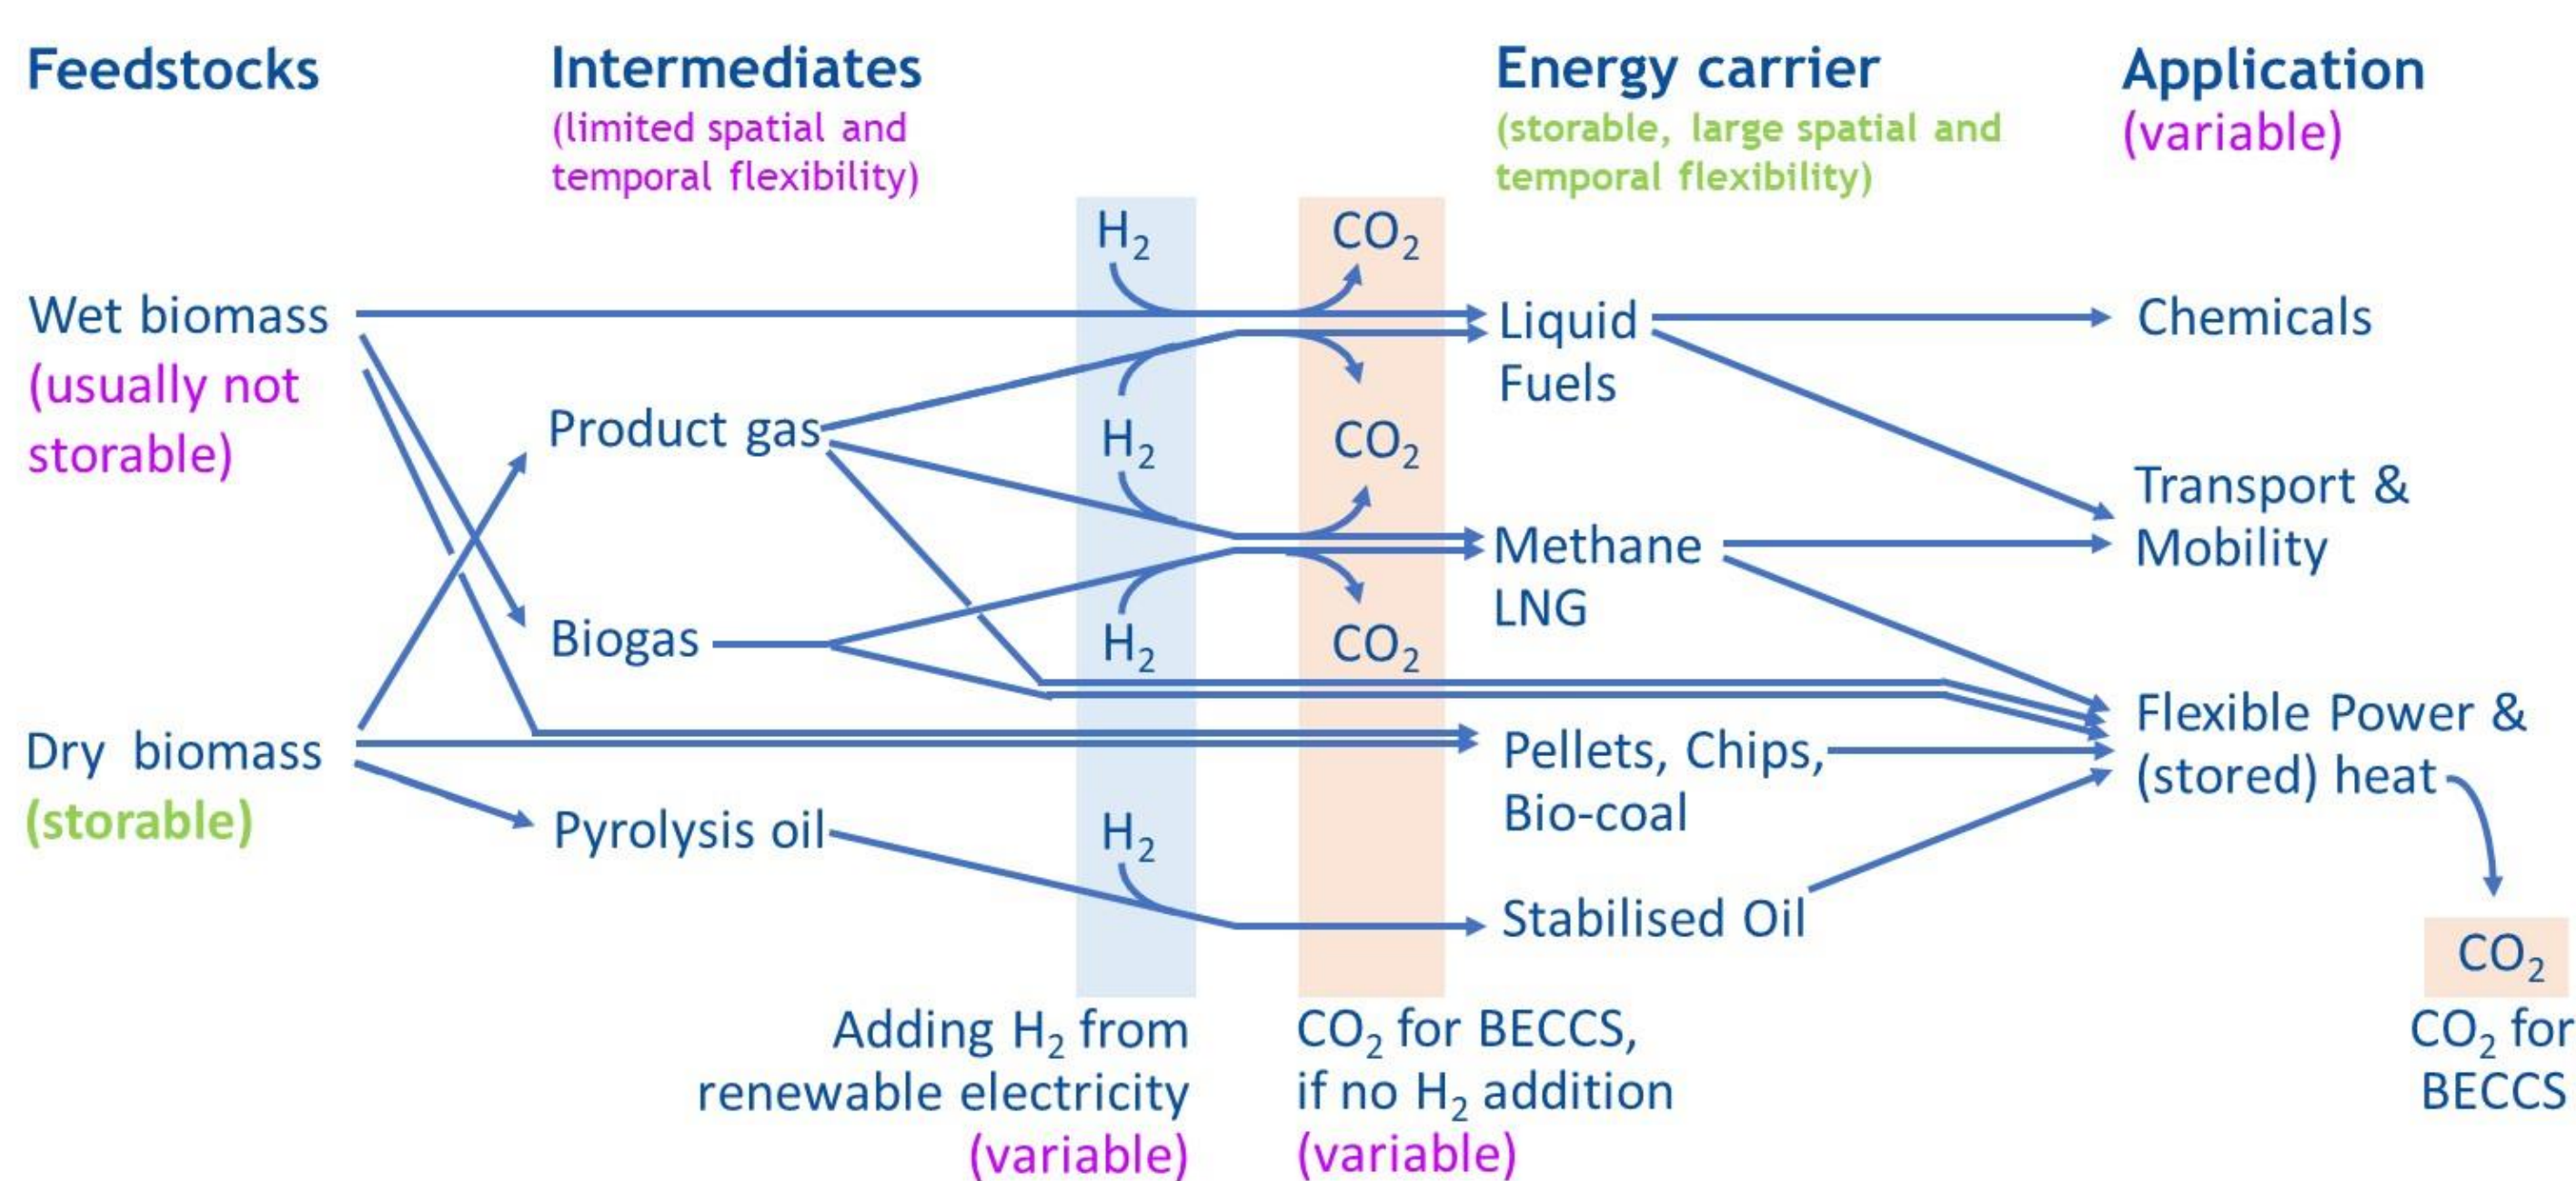 Feedstocks
Intermediates
(limited spatial and
temporal flexibility)
Energy carrier
(storable, large spatial and
temporal flexibility)
Application
(variable)
H₂
CO₂
Wet biomass
(usually not
storable)
Liquid
Fuels
Chemicals
Product gas
H₂
CO₂
Transport &
Mobility
Methane
LNG
Biogas
H₂
CO₂
Flexible Power &
(stored) heat
Dry biomass
(storable)
Pellets, Chips,
Bio-coal
Pyrolysis oil
H₂
Stabilised Oil
CO₂
CO₂ for
BECCS
Adding H₂ from
renewable electricity
(variable)
CO₂ for BECCS,
if no H₂ addition
(variable)